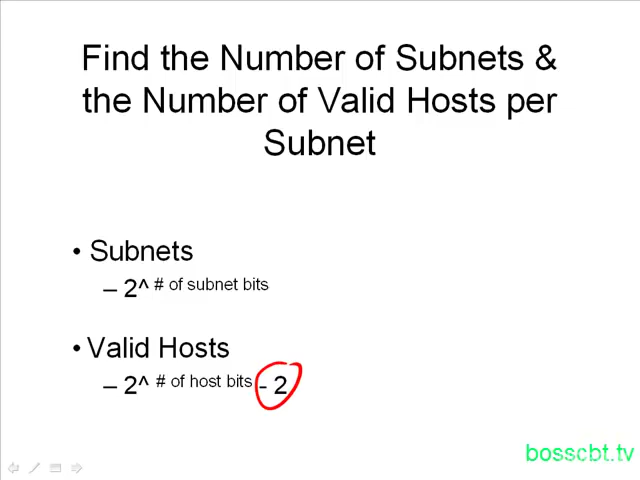 Find the Number of Subnets &
the Number of Valid Hosts per
Subnet
• Subnets
– 2^ # of subnet bits
• Valid Hosts
– 2^ # of host bits - 2
bosscbt.tv